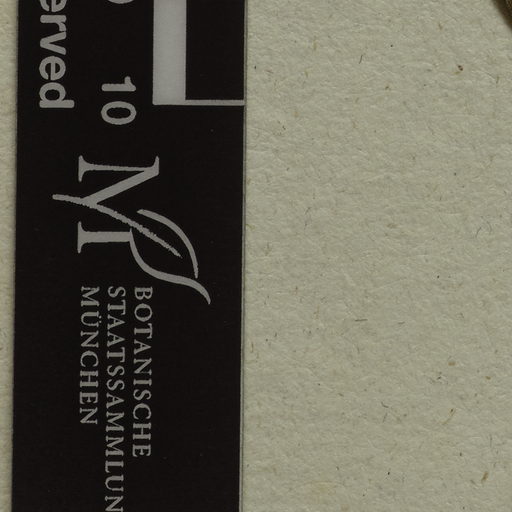 erved
10
BOTANISCHE
STAATSSAMMLUN
MÜNCHEN